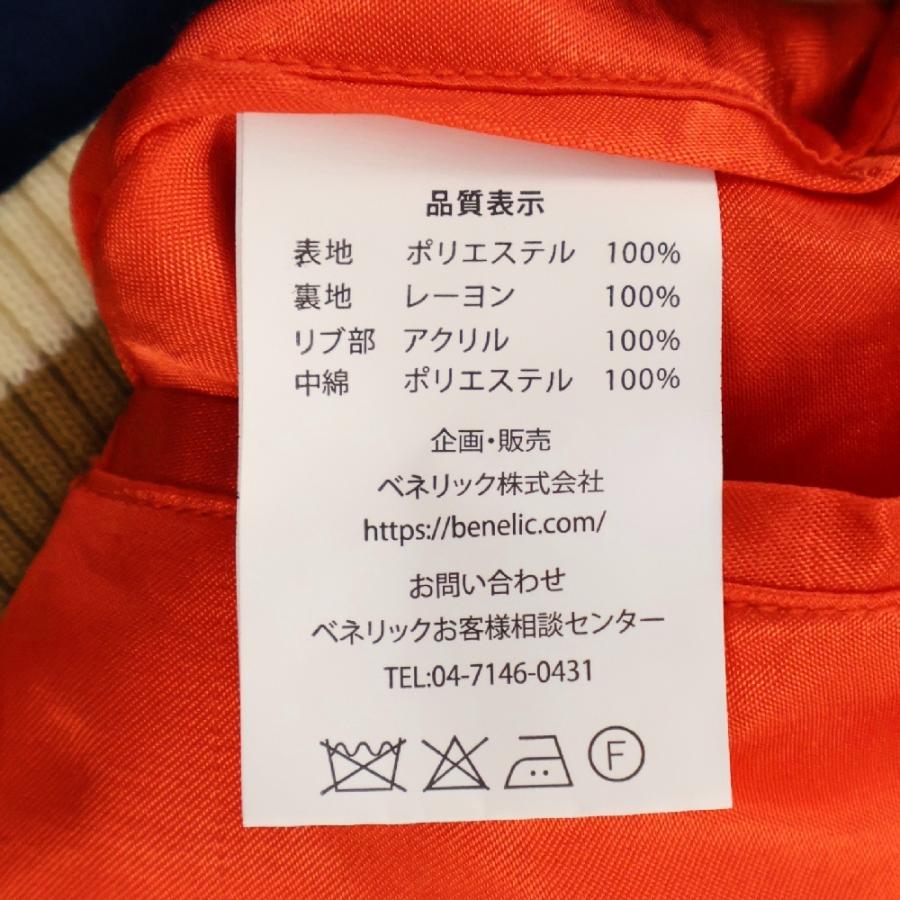 品質表示
表地 ポリエステル 100%
裏地 レーヨン 100%
リブ部 アクリル 100%
中綿 ポリエステル 100%
企画・販売
ベネリック株式会社
https://benelic.com/
お問い合わせ
ベネリックお客様相談センター
TEL:04-7146-0431
F